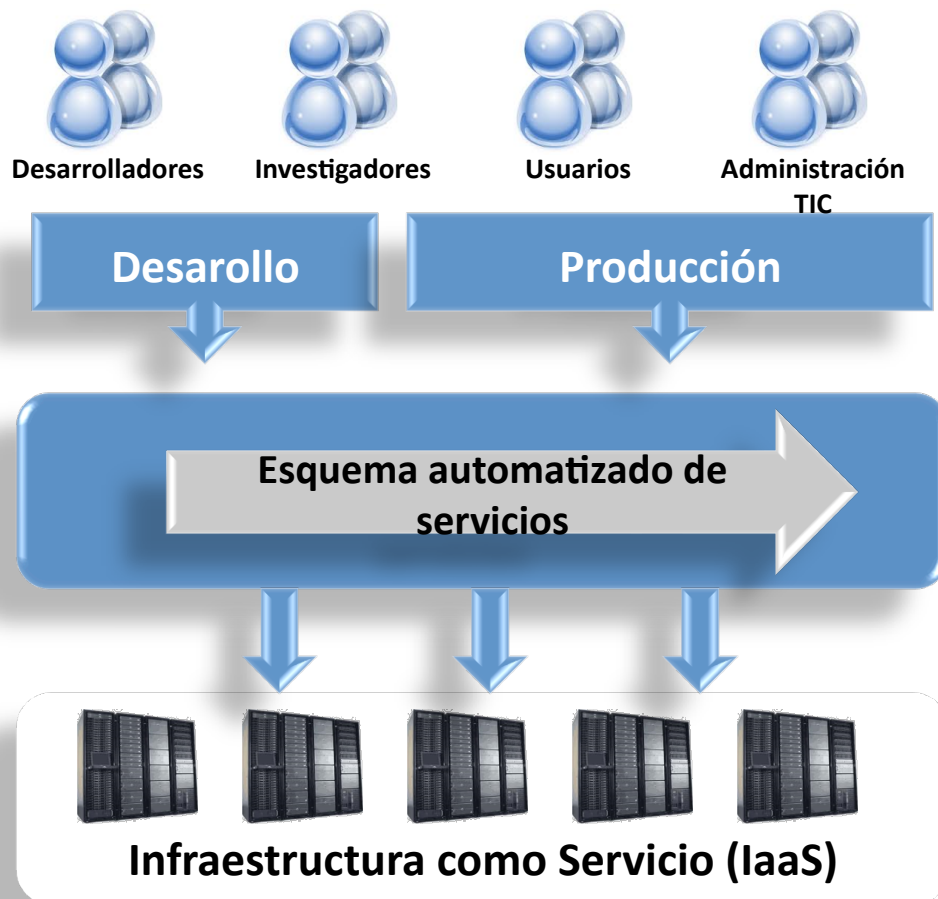 Desarrolladores
Investigadores
Usuarios
Administración
TIC
Desarollo
Producción
Esquema automatizado de
servicios
Infraestructura como Servicio (IaaS)